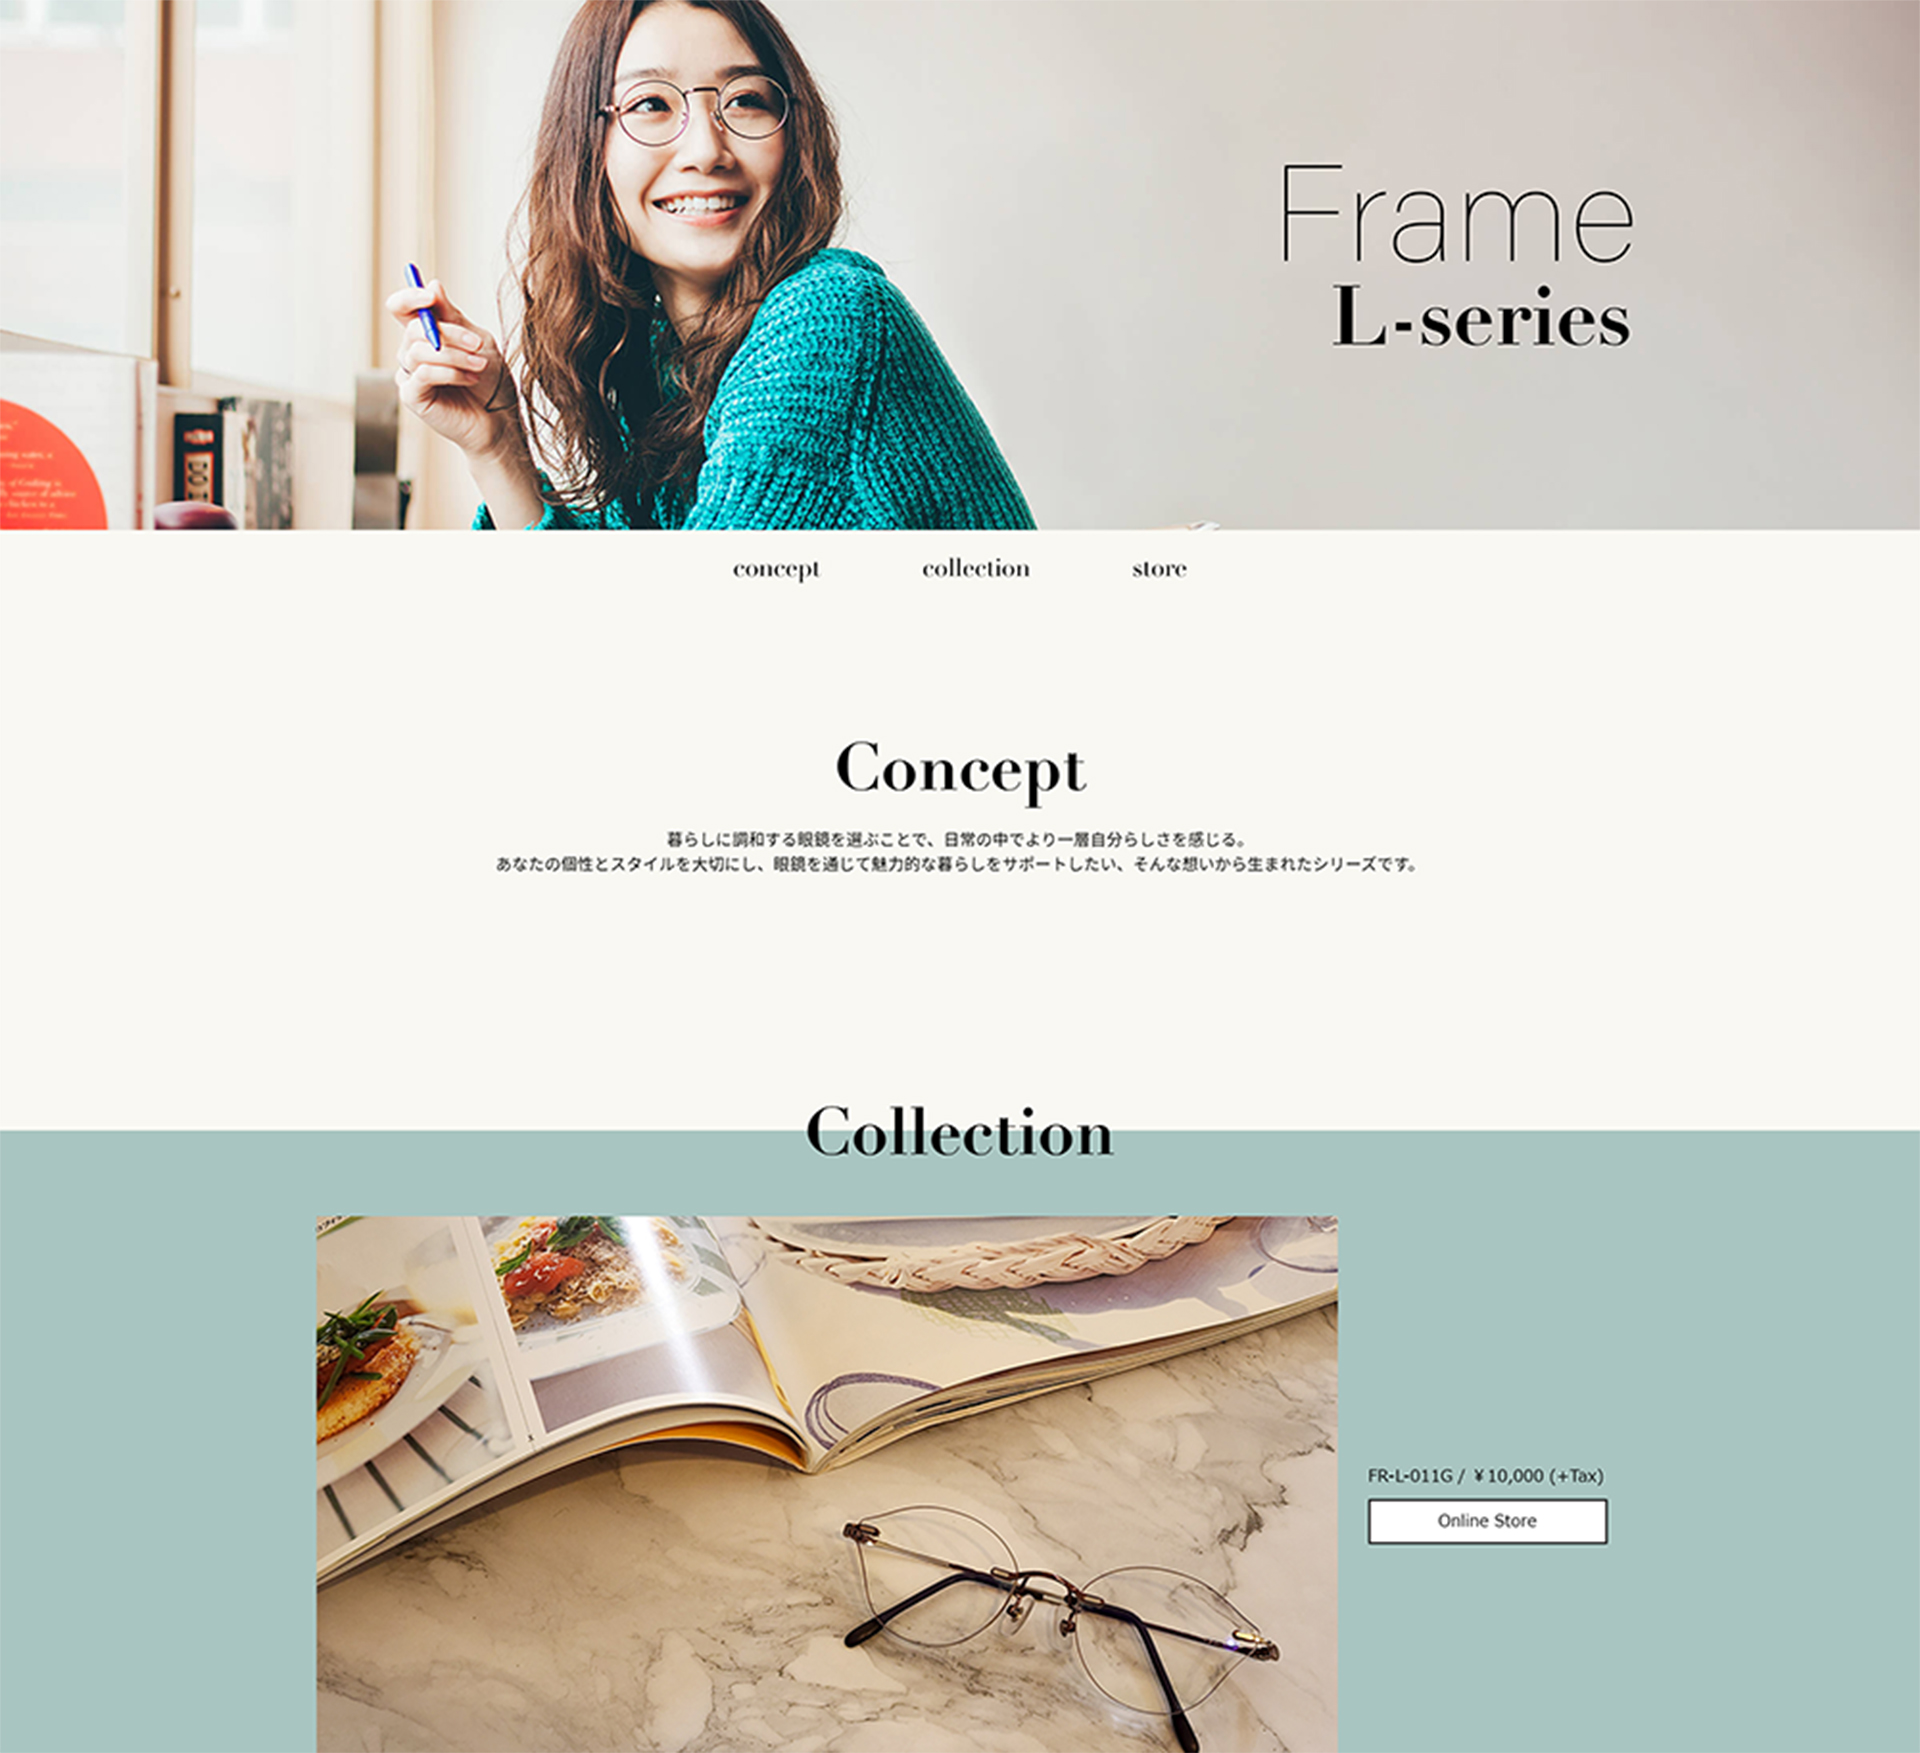 Frame
L-series
concept collection store
Concept
暮らしに調和する眼鏡を選ぶことで、日常の中でより一層自分らしさを感じる。
あなたの個性とスタイルを大切にし、眼鏡を通じて魅力的な暮らしをサポートしたい、そんな想いから生まれたシリーズです。
Collection
FR-L-011G / ¥10,000 (+Tax)
Online Store